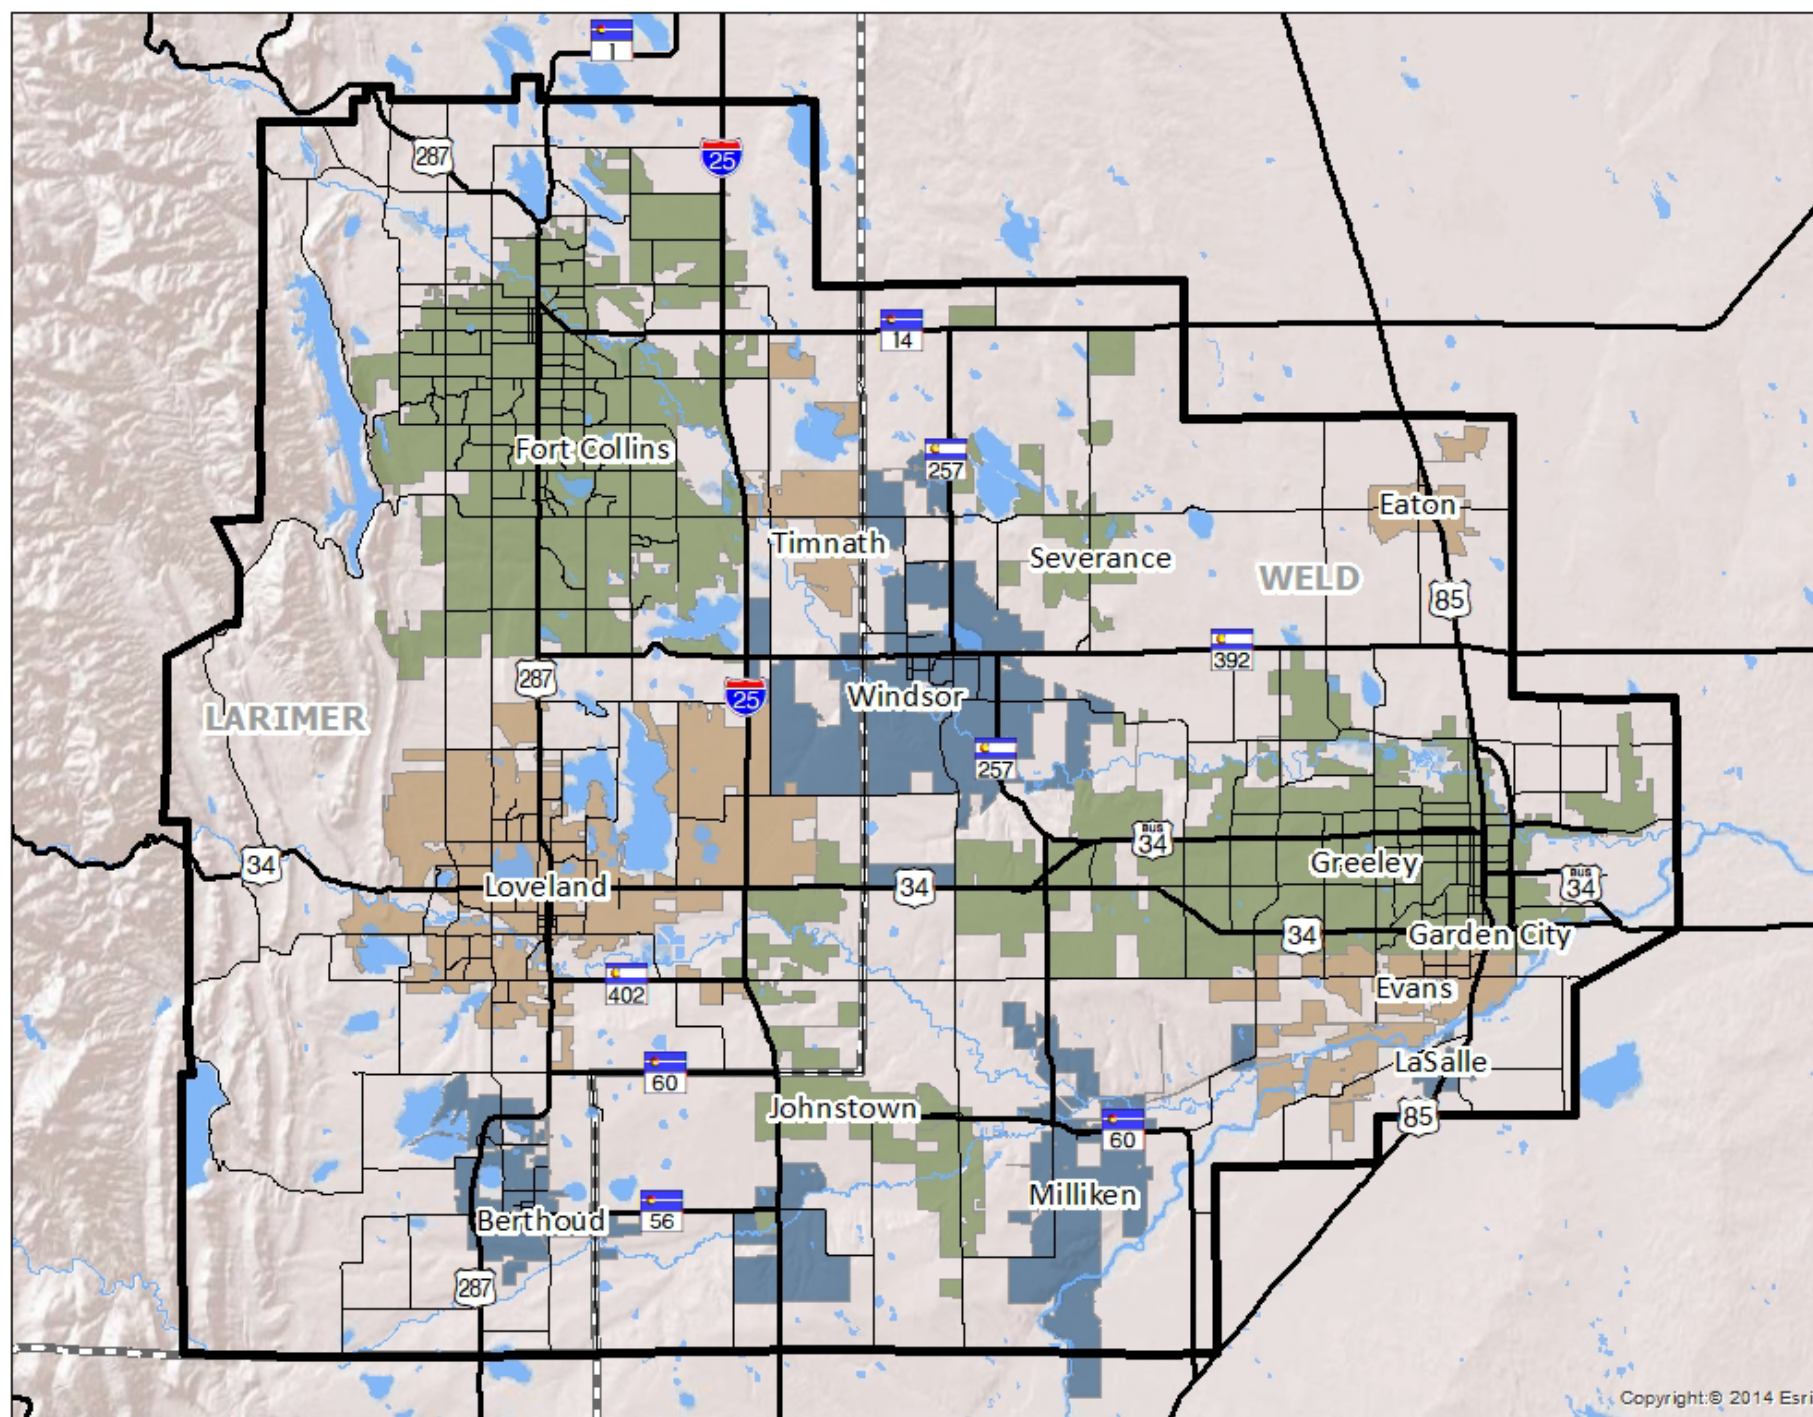 1
287
25
14
Fort Collins
257
Eaton
Timnath
Severance
WELD
85
392
287
25
Windsor
LARIMER
257
BUS
34
34
Loveland
34
Greeley
BUS
34
34
Garden City
402
Evans
60
LaSalle
Johnstown
60
85
Milliken
Berthoud
56
287
Copyright:© 2014 Esri